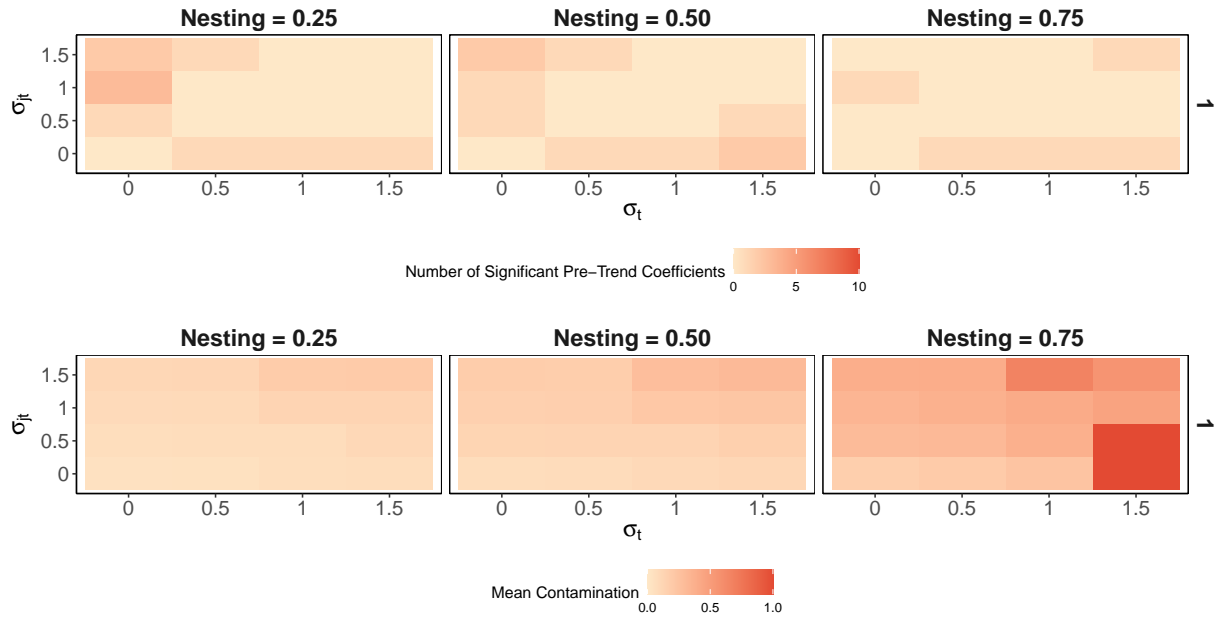 Nesting = 0.25 Nesting = 0.50 Nesting = 0.75
1.5
1
0.5
0
σjt
1
0 0.5 1 1.5 0 0.5 1 1.5 0 0.5 1 1.5
σt
Number of Significant Pre−Trend Coefficients
0 5 10
Nesting = 0.25 Nesting = 0.50 Nesting = 0.75
1.5
1
0.5
0
σjt
1
0 0.5 1 1.5 0 0.5 1 1.5 0 0.5 1 1.5
σt
Mean Contamination
0.0 0.5 1.0